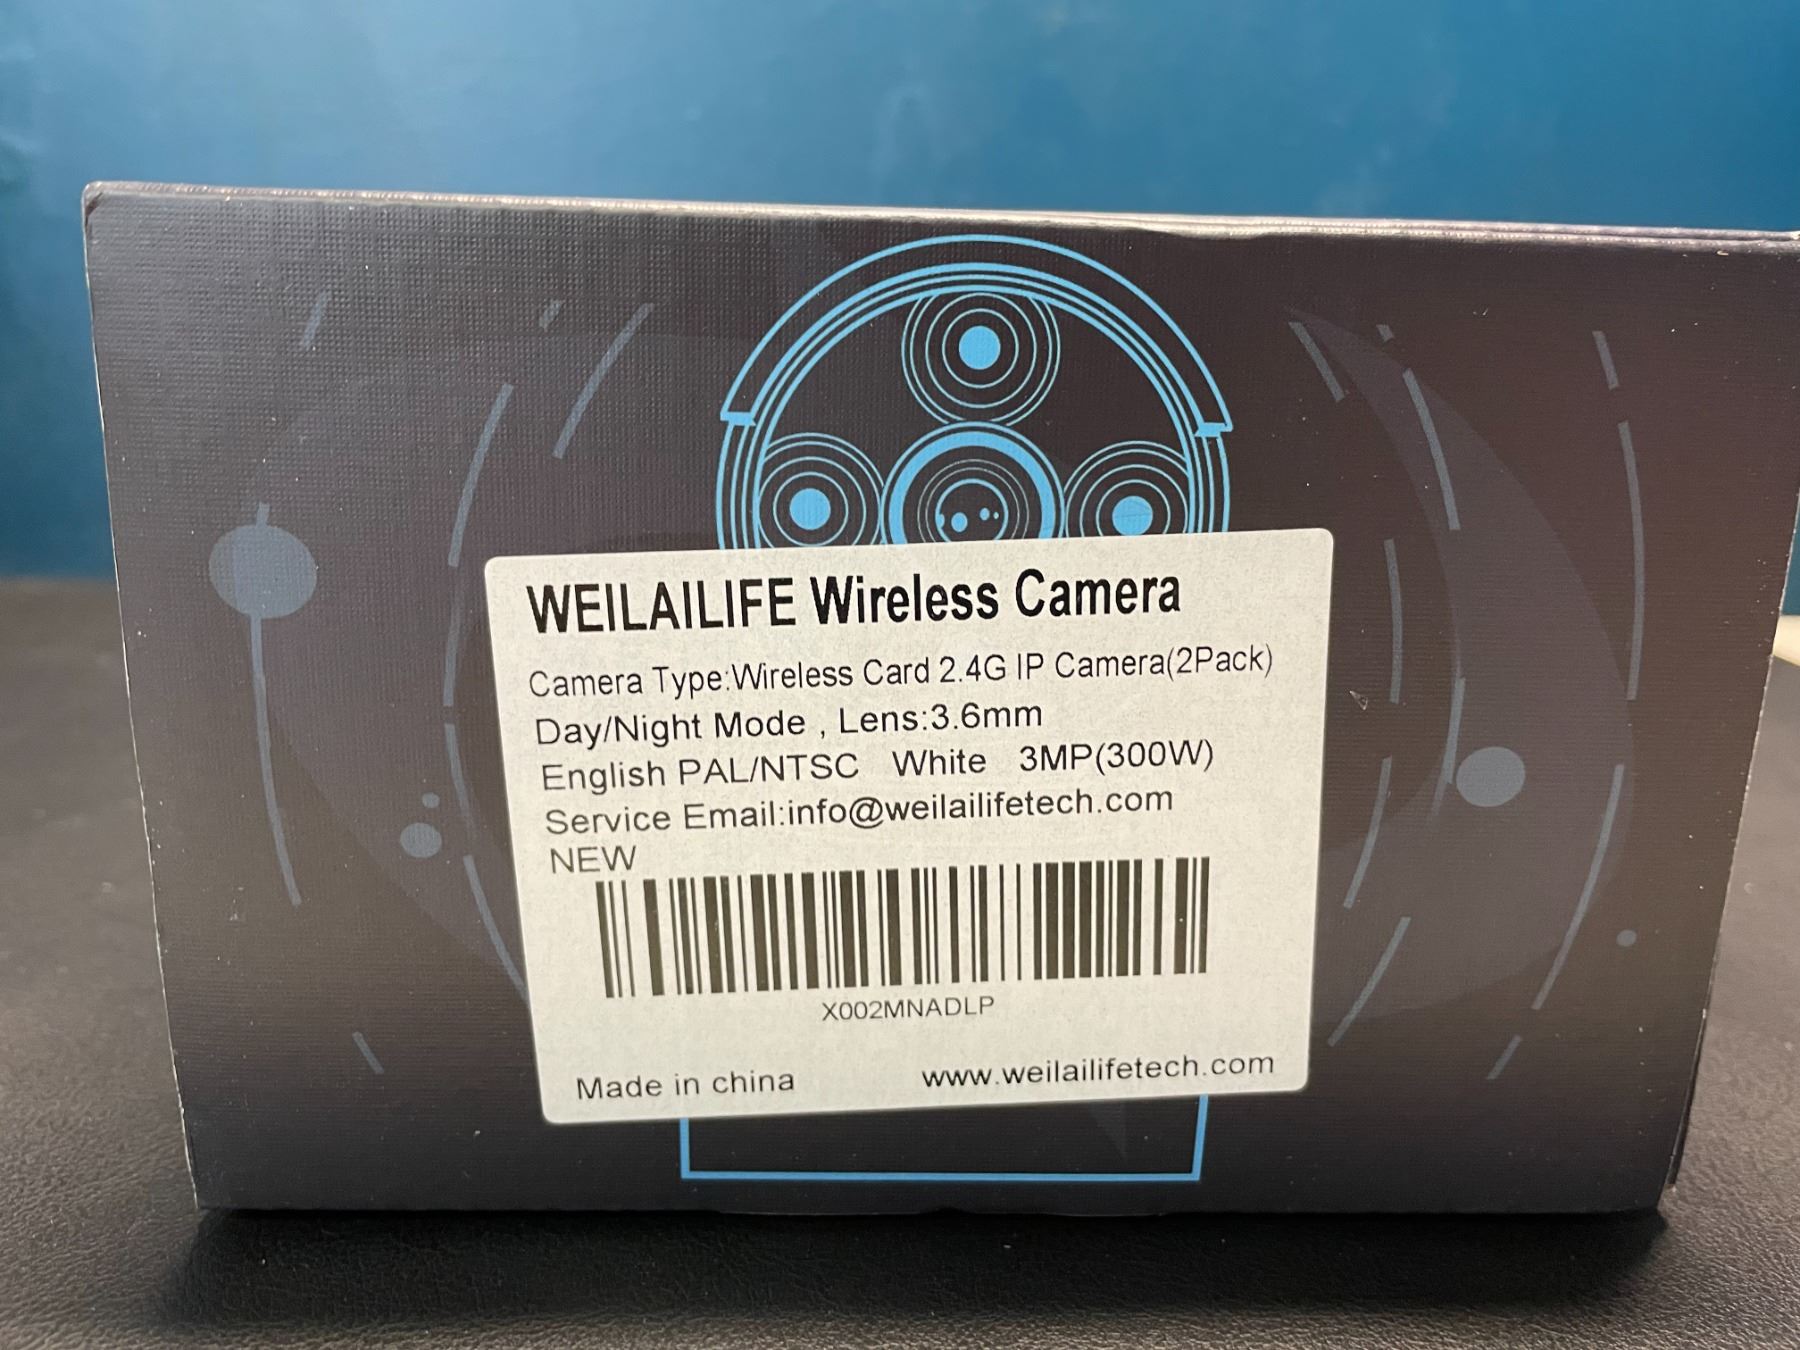 WEILAILIFE Wireless Camera
Camera Type:Wireless Card 2.4G IP Camera(2Pack)
Day/Night Mode , Lens:3.6mm
English PAL/NTSC White 3MP(300W)
Service Email:info@weilailifetech.com
NEW
X002MNADLP
Made in china www.weilailifetech.com